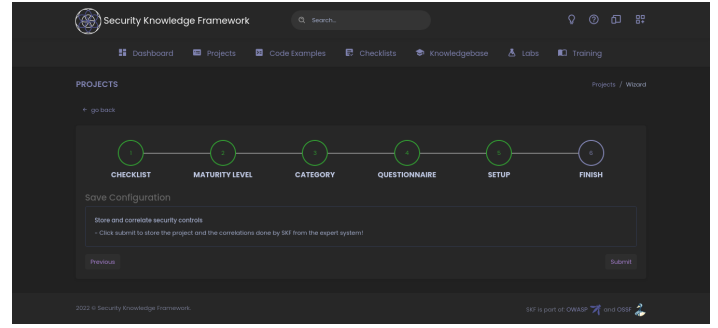 Security Knowledge Framework
Search...
Dashboard Projects Code Examples Checklists Knowledgebase Labs Training
PROJECTS
Projects / Wizard
← go back
1 2 3 4 5 6
CHECKLIST MATURITY LEVEL CATEGORY QUESTIONNAIRE SETUP FINISH
Save Configuration
Store and correlate security controls
- Click submit to store the project and the correlations done by SKF from the expert system!
Previous
Submit
2022 © Security Knowledge Framework.
SKF is part of: OWASP and OSSF